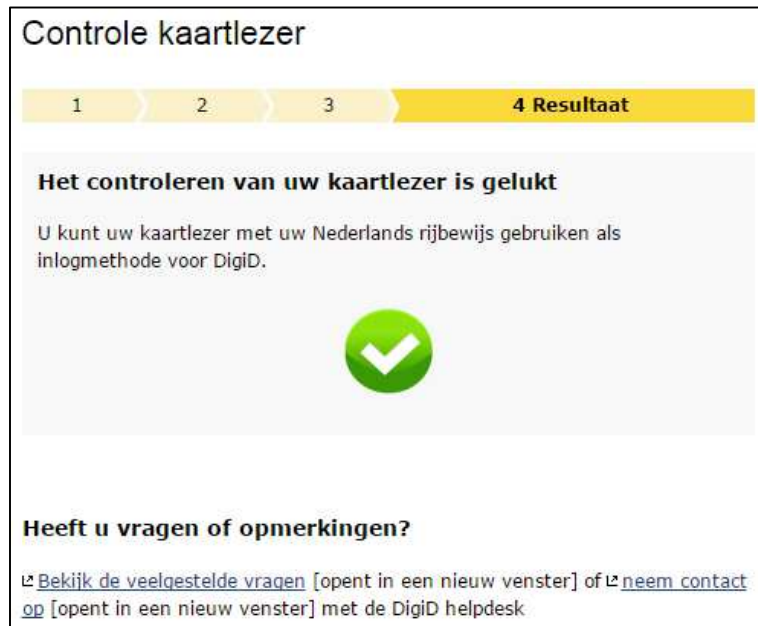 Controle kaartlezer
1 2 3 4 Resultaat
Het controleren van uw kaartlezer is gelukt
U kunt uw kaartlezer met uw Nederlands rijbewijs gebruiken als
inlogmethode voor DigiD.
Heeft u vragen of opmerkingen?
Bekijk de veelgestelde vragen [opent in een nieuw venster] of neem contact
op [opent in een nieuw venster] met de DigiD helpdesk